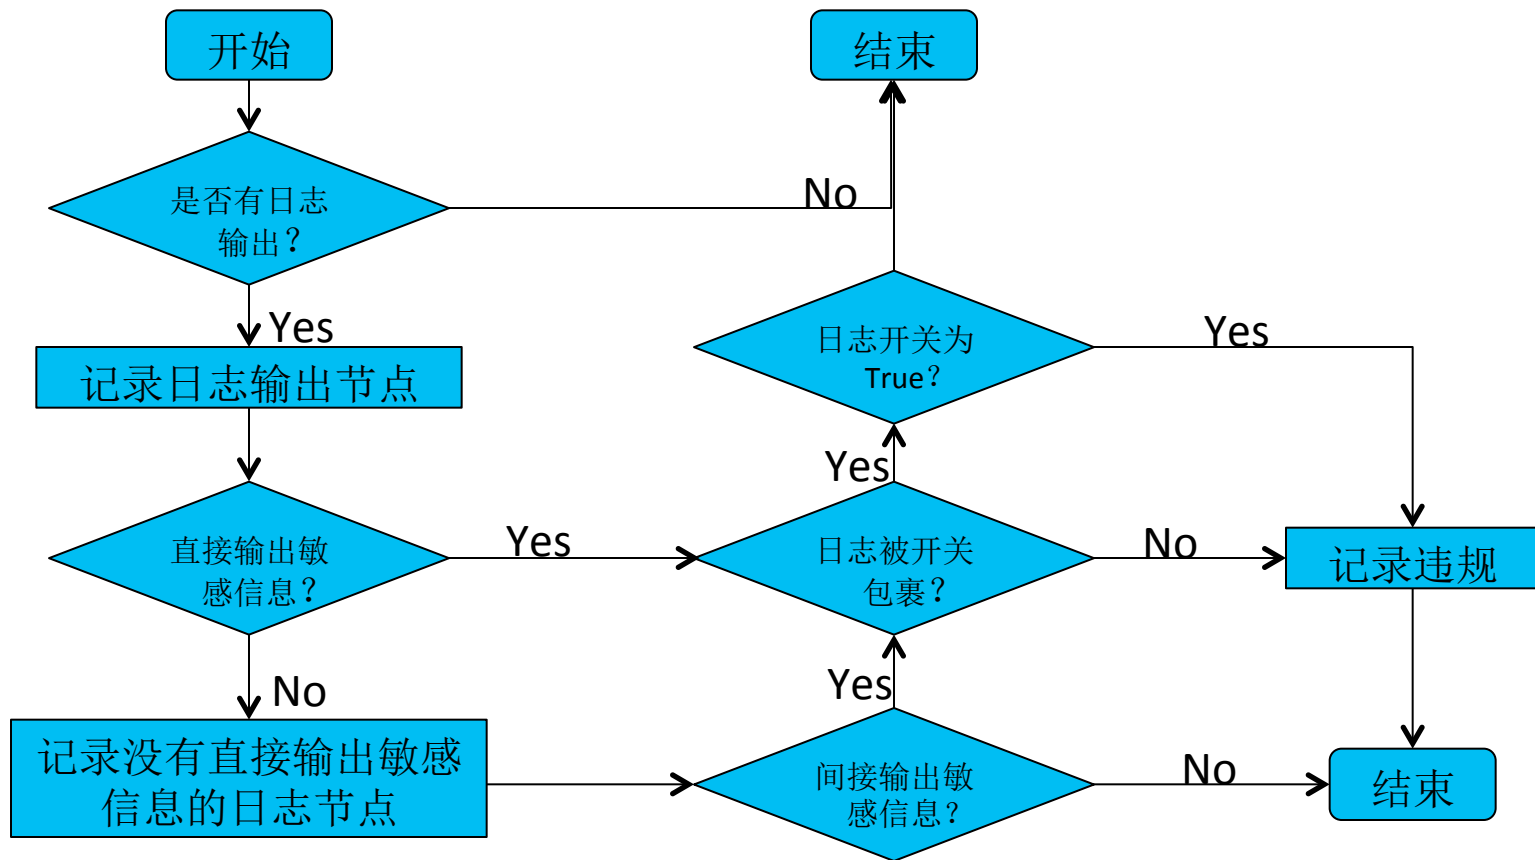 开始
结束
是否有日志
输出?
No
Yes
记录日志输出节点
日志开关为
True?
Yes
Yes
直接输出敏
感信息?
Yes
日志被开关
包裹?
No
记录违规
No
Yes
记录没有直接输出敏感
信息的日志节点
间接输出敏
感信息?
No
结束